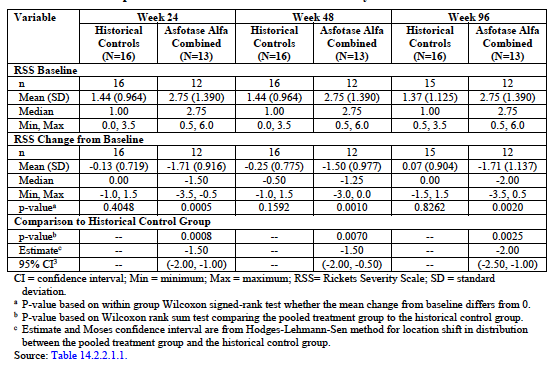 Variable Week 24 Week 48 Week 96
Historical Controls (N=16) Asfotase Alfa Combined (N=13) Historical Controls (N=16) Asfotase Alfa Combined (N=13) Historical Controls (N=16) Asfotase Alfa Combined (N=13)
RSS Baseline
n 16 12 16 12 15 12
Mean (SD) 1.44 (0.964) 2.75 (1.390) 1.44 (0.964) 2.75 (1.390) 1.37 (1.125) 2.75 (1.390)
Median 1.00 2.75 1.00 2.75 1.00 2.75
Min, Max 0.0, 3.5 0.5, 6.0 0.0, 3.5 0.5, 6.0 0.5, 3.5 0.5, 6.0
RSS Change from Baseline
n 16 12 16 12 15 12
Mean (SD) -0.13 (0.719) -1.71 (0.916) -0.25 (0.775) -1.50 (0.977) 0.07 (0.904) -1.71 (1.137)
Median 0.00 -1.50 -0.50 -1.25 0.00 -2.00
Min, Max -1.0, 1.5 -3.5, -0.5 -1.0, 1.5 -3.0, 0.0 -1.5, 1.5 -3.5, 0.5
p-valueᵃ 0.4048 0.0005 0.1592 0.0010 0.8262 0.0020
Comparison to Historical Control Group
p-valueᵇ -- 0.0008 -- 0.0070 -- 0.0025
Estimateᶜ -- -1.50 -- -1.50 -- -2.00
95% CI³ -- (-2.00, -1.00) -- (-2.00, -0.50) -- (-2.50, -1.00)
CI = confidence interval; Min = minimum; Max = maximum; RSS= Rickets Severity Scale; SD = standard
deviation.
ᵃ P-value based on within group Wilcoxon signed-rank test whether the mean change from baseline differs from 0.
ᵇ P-value based on Wilcoxon rank sum test comparing the pooled treatment group to the historical control group.
ᶜ Estimate and Moses confidence interval are from Hodges-Lehmann-Sen method for location shift in distribution
between the pooled treatment group and the historical control group.
Source: Table 14.2.2.1.1.